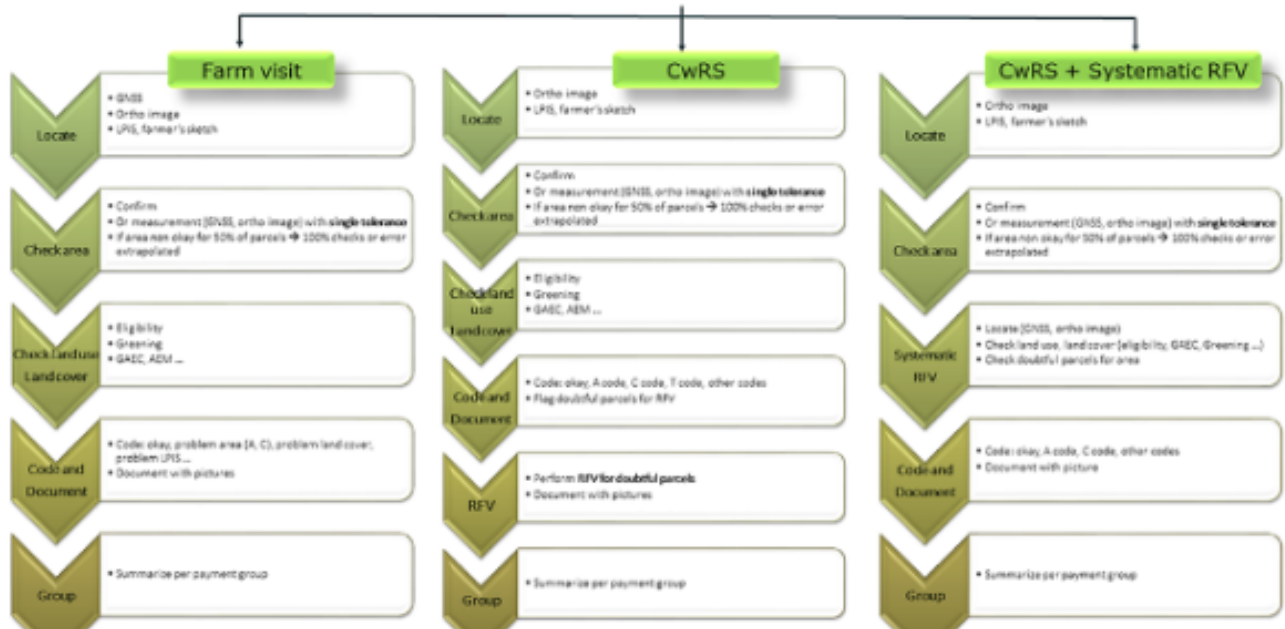 Farm visit
Locate
• GNSS
• Ortho image
• LPIS, farmer's sketch
Check area
• Confirm
• Or measurement (GNSS, ortho image) with single tolerance
• If area non okay for 50% of parcels → 100% checks or error
extrapolated
Check land use
Land cover
• Eligibility
• Greening
• GAEC, AEM ...
Code and
Document
• Code: okay, problem area (A, C), problem land cover,
problem LPIS ...
• Document with pictures
Group
• Summarize per payment group
CwRS
Locate
• Ortho image
• LPIS, farmer's sketch
Check area
• Confirm
• Or measurement (GNSS, ortho image) with single tolerance
• If area non okay for 50% of parcels → 100% checks or error
extrapolated
Check land
use
Land cover
• Eligibility
• Greening
• GAEC, AEM ...
Code and
Document
• Code: okay, A code, C code, T code, other codes
• Flag doubtful parcels for RFV
RFV
• Perform RFV for doubtful parcels
• Document with pictures
Group
• Summarize per payment group
CwRS + Systematic RFV
Locate
• Ortho image
• LPIS, farmer's sketch
Check area
• Confirm
• Or measurement (GNSS, ortho image) with single tolerance
• If area non okay for 50% of parcels → 100% checks or error
extrapolated
Systematic
RFV
• Locate (GNSS, ortho image)
• Check land use, land cover (eligibility, GAEC, Greening ...)
• Check doubtful parcels for area
Code and
Document
• Code: okay, A code, C code, other codes
• Document with picture
Group
• Summarize per payment group